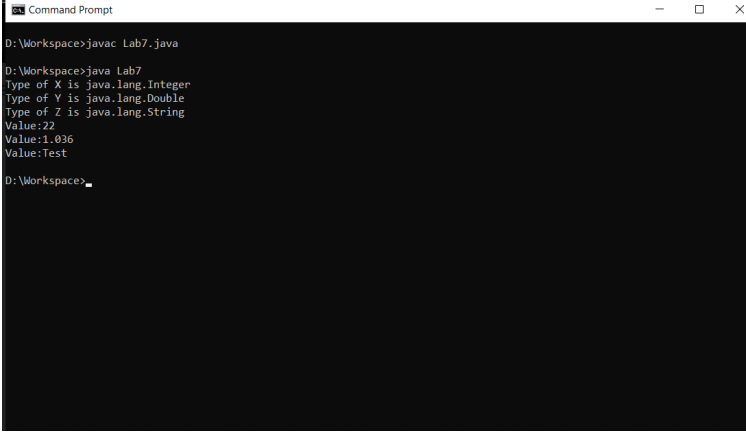 Command Prompt
D:\Workspace>javac Lab7.java
D:\Workspace>java Lab7
Type of X is java.lang.Integer
Type of Y is java.lang.Double
Type of Z is java.lang.String
Value:22
Value:1.036
Value:Test
D:\Workspace>